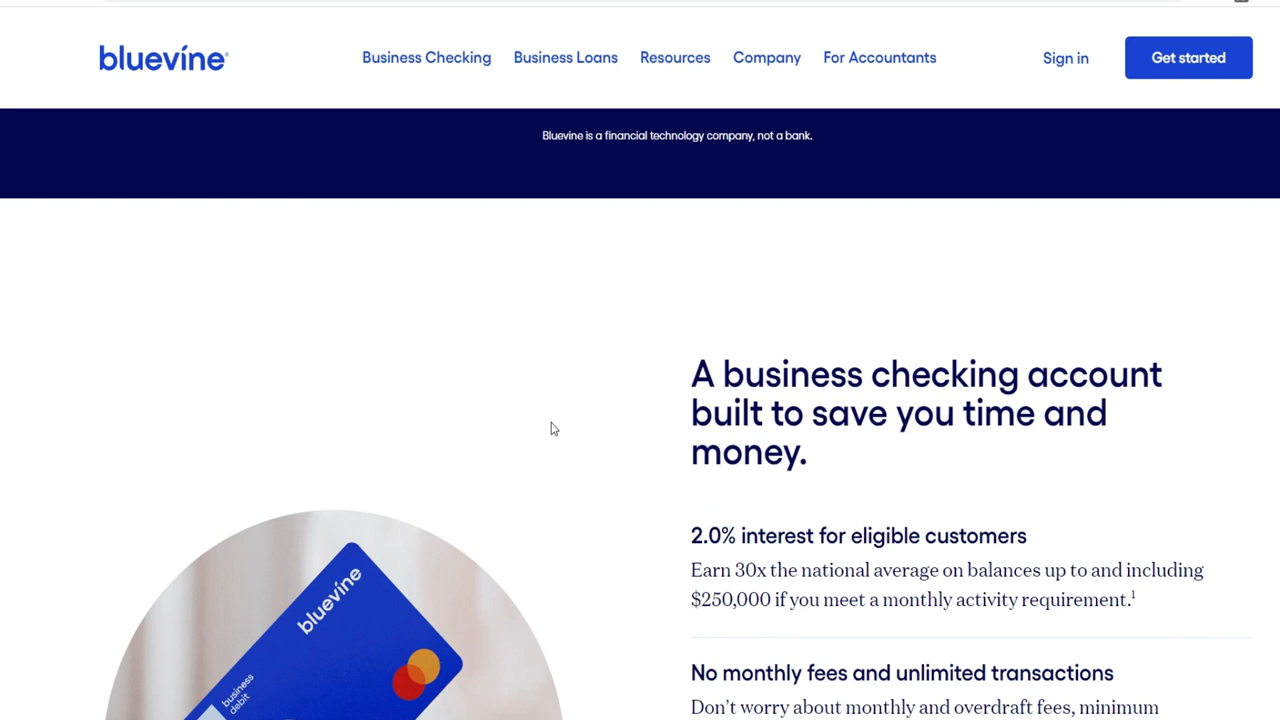 bluevine®
Business Checking
Business Loans
Resources
Company
For Accountants
Sign in
Get started
Bluevine is a financial technology company, not a bank.
A business checking account
built to save you time and
money.
2.0% interest for eligible customers
Earn 30x the national average on balances up to and including
$250,000 if you meet a monthly activity requirement.¹
No monthly fees and unlimited transactions
Don’t worry about monthly and overdraft fees, minimum
bluevine
business
debit